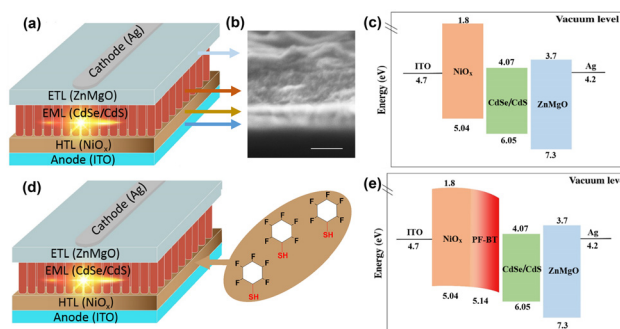 (a)
Cathode (Ag)
ETL (ZnMgO)
EML (CdSe/CdS)
HTL (NiOx)
Anode (ITO)
(b)
(c)
Vacuum level
Energy (eV)
1.8
ITO
4.7
NiOx
5.04
4.07
CdSe/CdS
6.05
3.7
ZnMgO
7.3
Ag
4.2
(d)
Cathode (Ag)
ETL (ZnMgO)
EML (CdSe/CdS)
HTL (NiOx)
Anode (ITO)
F F
F F
F
SH
F F
F F
F
SH
F F
F F
F
SH
(e)
Vacuum level
Energy (eV)
1.8
ITO
4.7
NiOx
PF-BT
5.04
5.14
4.07
CdSe/CdS
6.05
3.7
ZnMgO
7.3
Ag
4.2